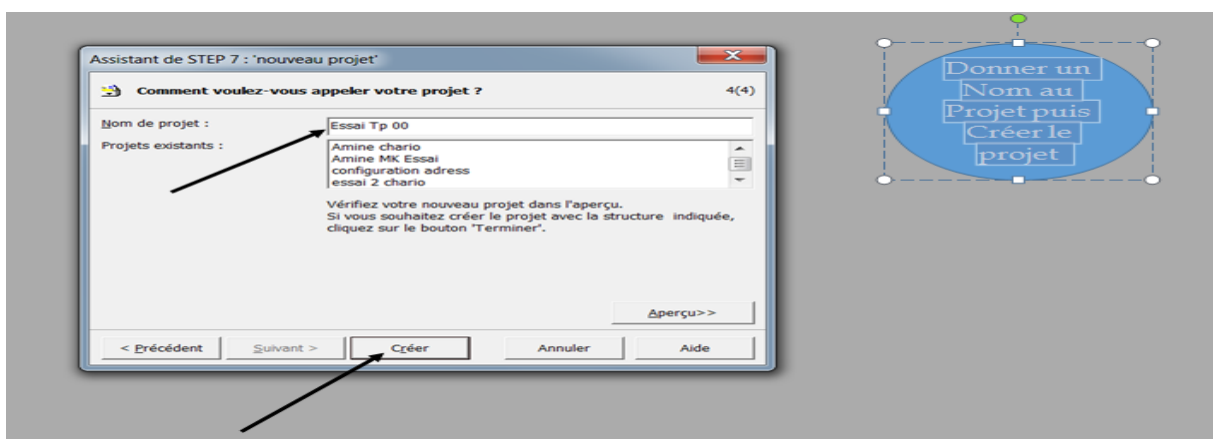 Assistant de STEP 7 : 'nouveau projet'
Comment voulez-vous appeler votre projet ? 4(4)
Nom de projet :
Essai Tp 00
Projets existants :
Amine chario
Amine MK Essai
configuration adress
essai 2 chario
Vérifiez votre nouveau projet dans l'aperçu.
Si vous souhaitez créer le projet avec la structure indiquée,
cliquez sur le bouton 'Terminer'.
Aperçu>>
< Précédent Suivant > Créer Annuler Aide
Donner un
Nom au
Projet puis
Créer le
projet